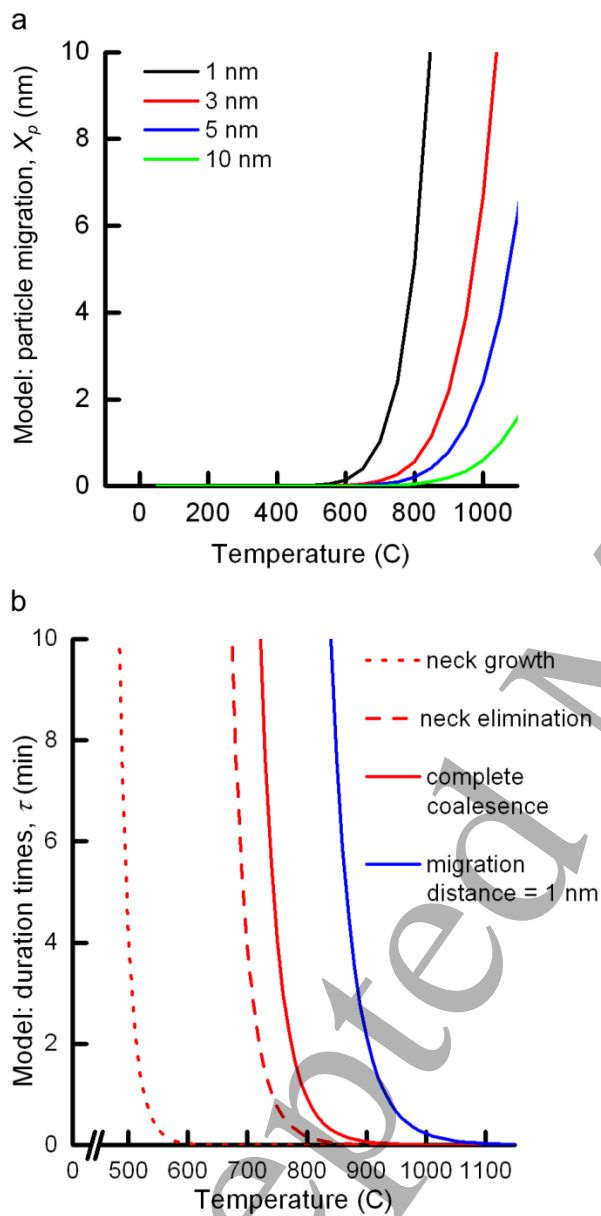 a
10
8
6
4
2
0
Model: particle migration, Xp (nm)
1 nm
3 nm
5 nm
10 nm
0 200 400 600 800 1000
Temperature (C)
b
10
8
6
4
2
0
Model: duration times, τ (min)
neck growth
neck elimination
complete
coalesence
migration
distance = 1 nm
0 500 600 700 800 900 1000 1100
Temperature (C)